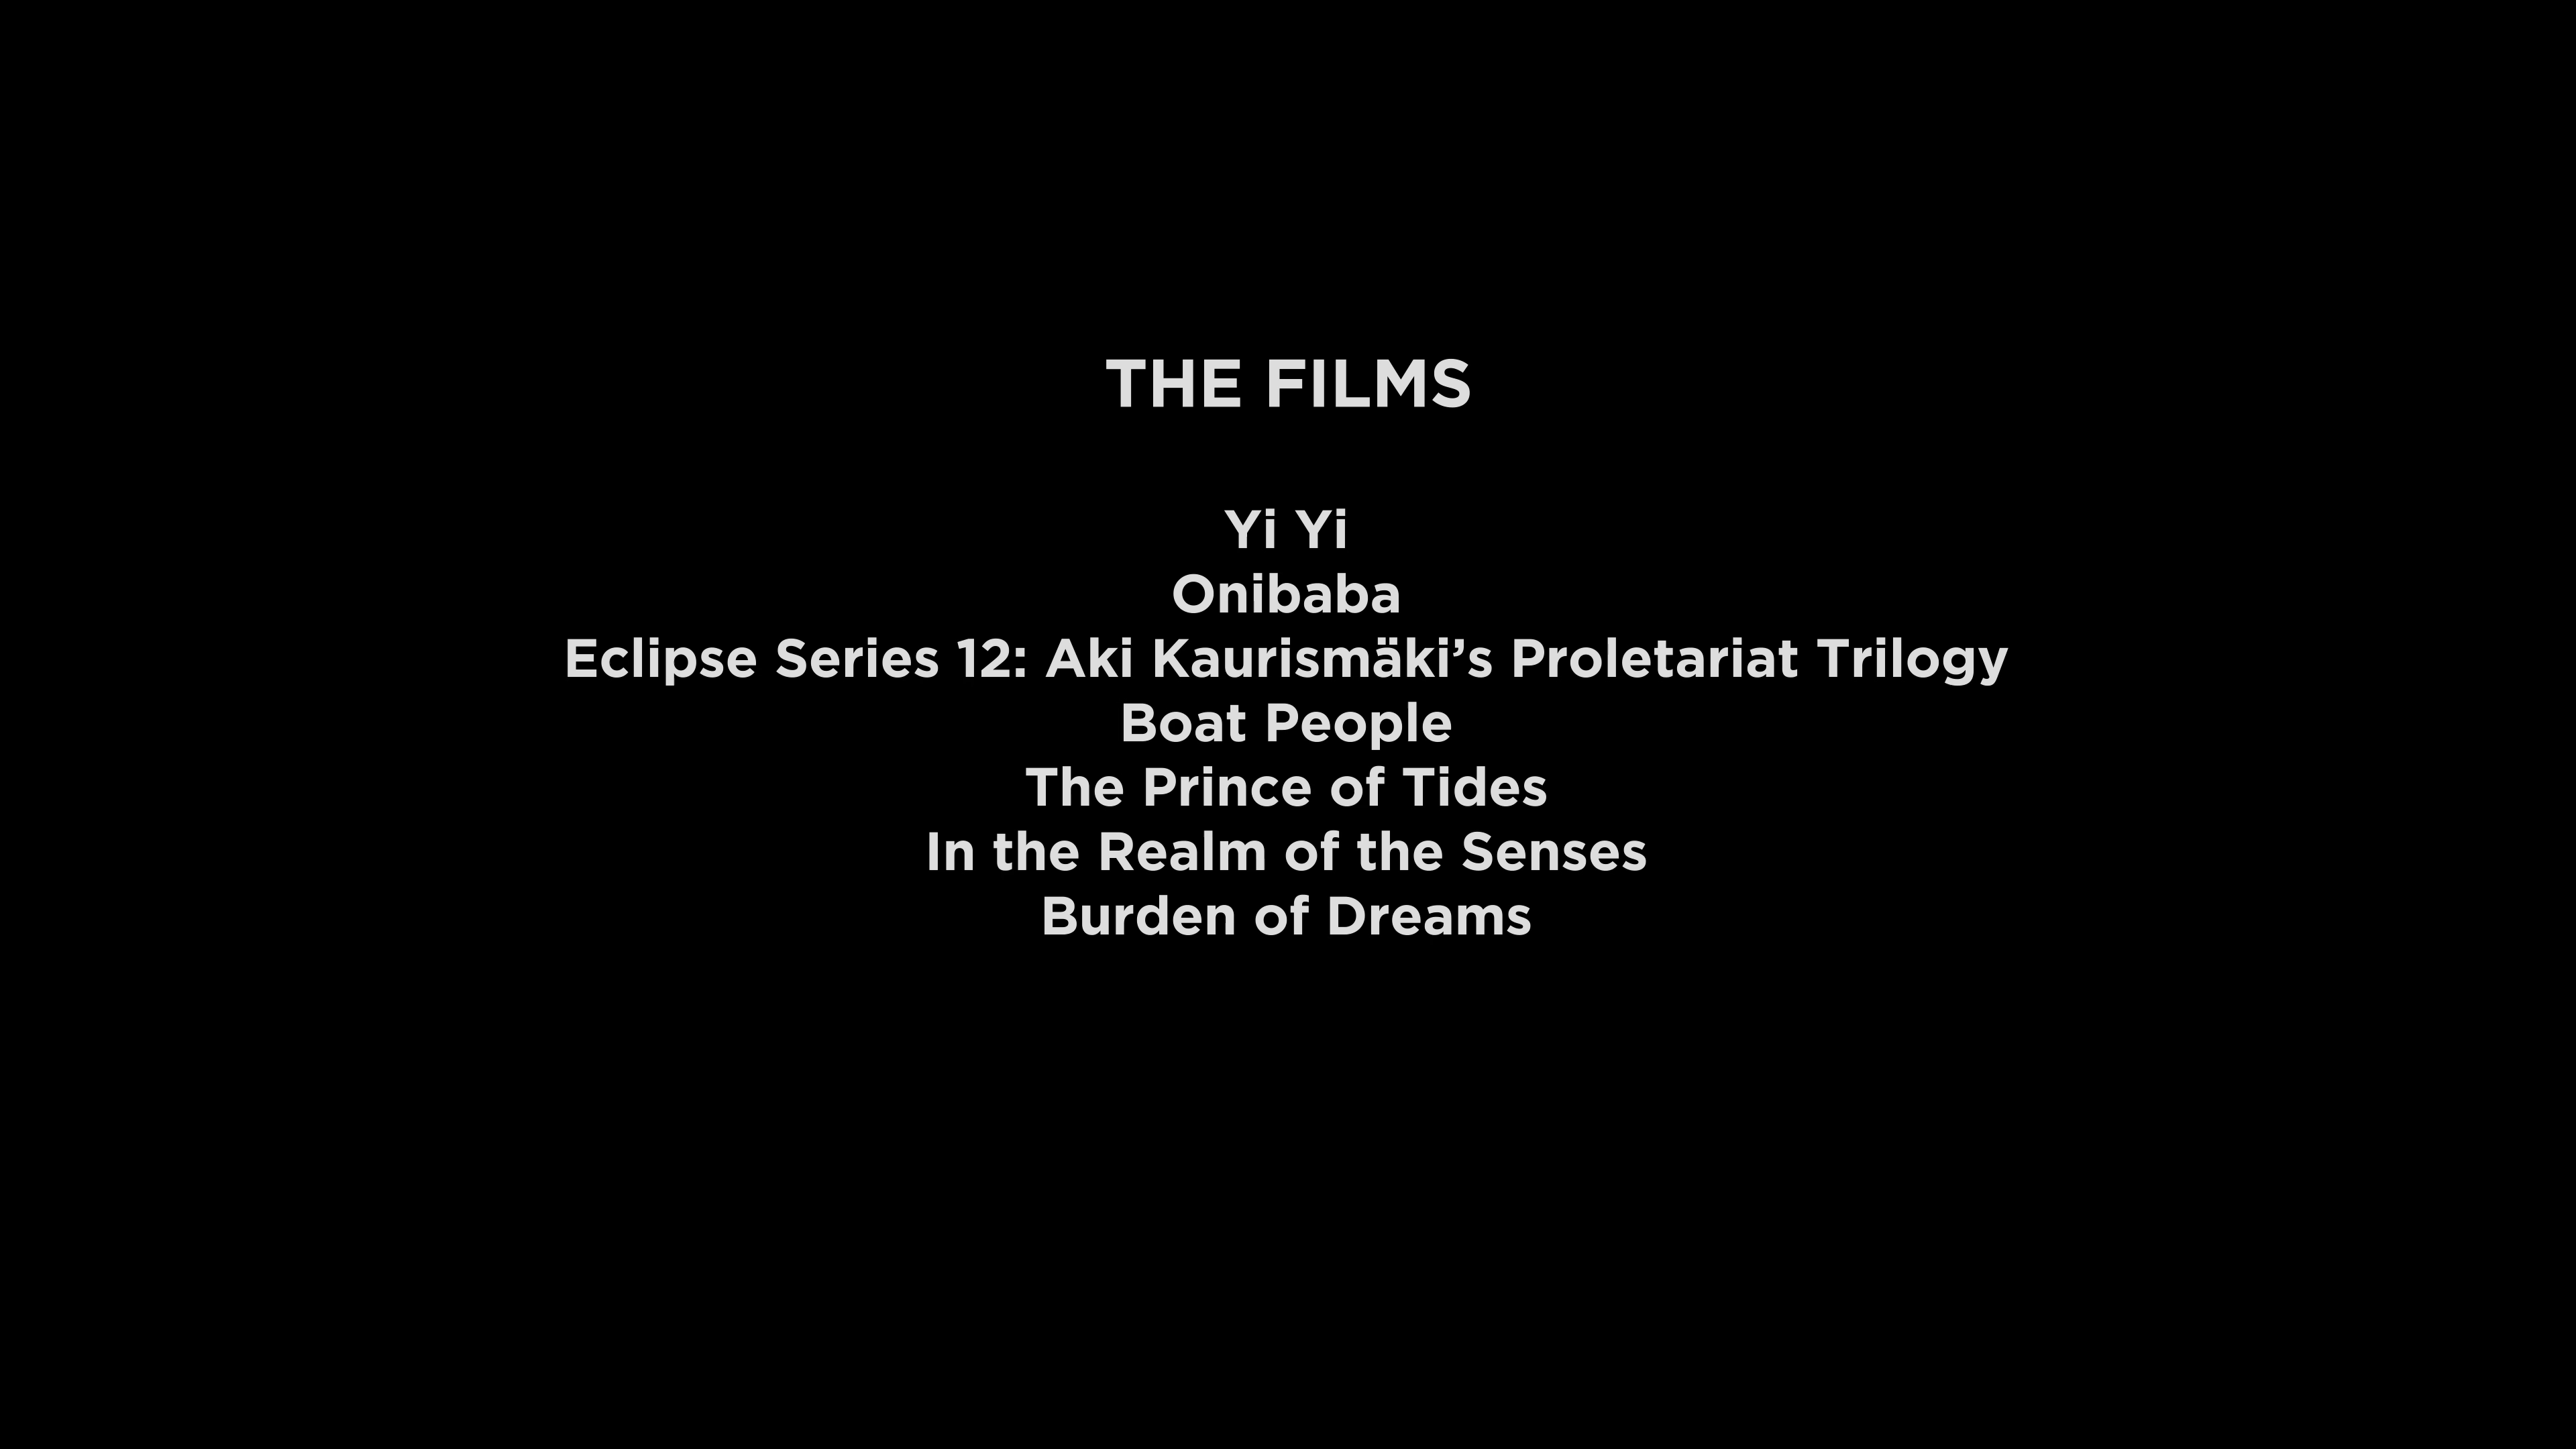 THE FILMS
Yi Yi
Onibaba
Eclipse Series 12: Aki Kaurismäki’s Proletariat Trilogy
Boat People
The Prince of Tides
In the Realm of the Senses
Burden of Dreams